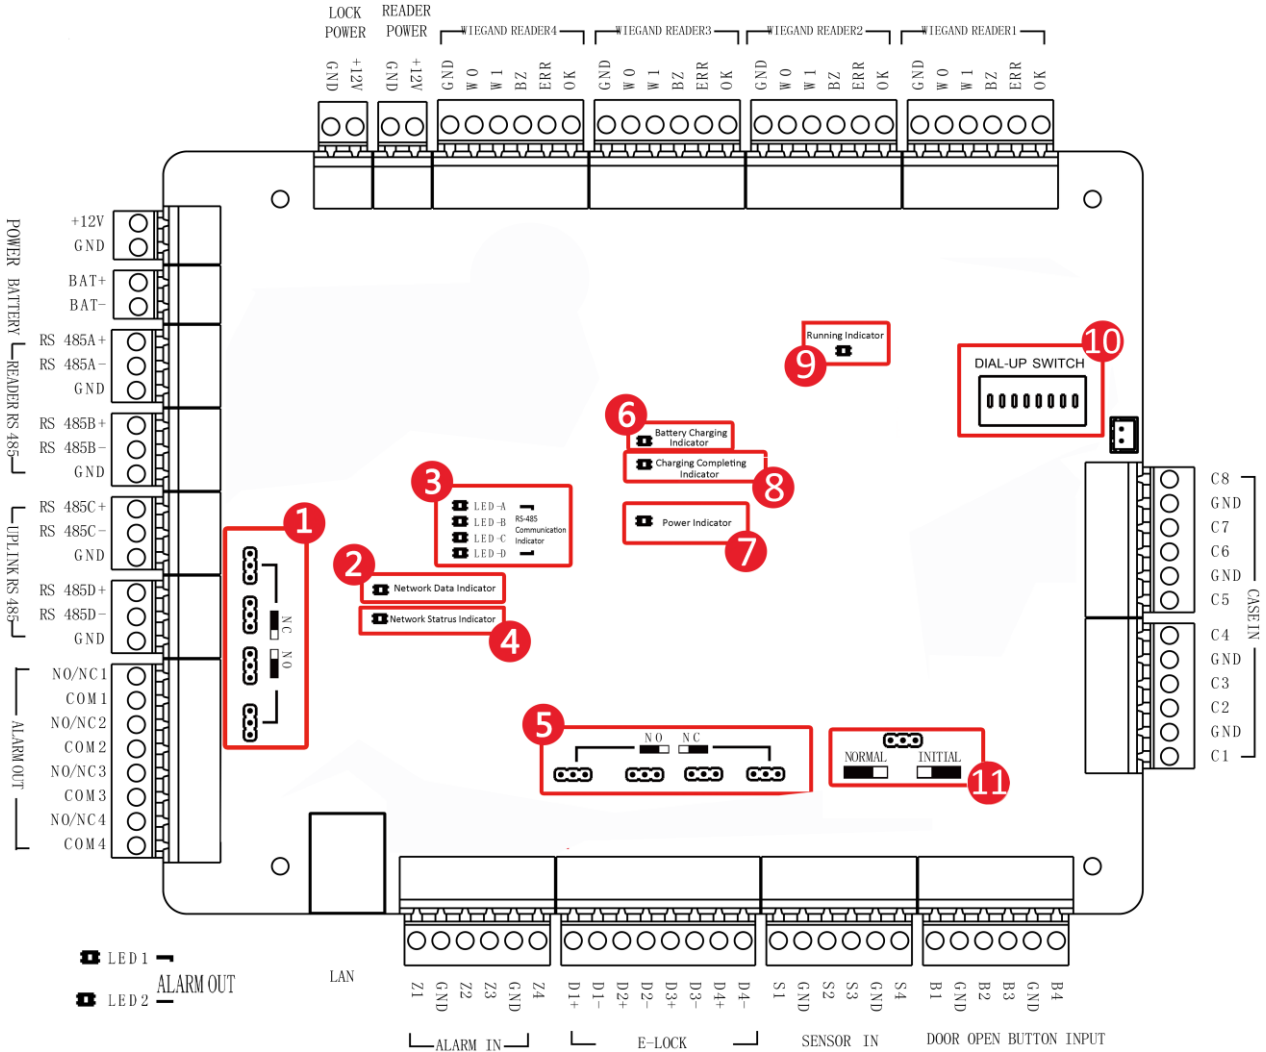 LOCK POWER
READER POWER
WIEGAND READER4
WIEGAND READER3
WIEGAND READER2
WIEGAND READER1
GND
+12V
GND
+12V
GND
W0
W1
BZ
ERR
OK
GND
W0
W1
BZ
ERR
OK
GND
W0
W1
BZ
ERR
OK
GND
W0
W1
BZ
ERR
OK
POWER
+12V
GND
BATTERY
BAT+
BAT-
READER RS 485
RS 485A+
RS 485A-
GND
RS 485B+
RS 485B-
GND
UPLINK RS 485
RS 485C+
RS 485C-
GND
RS 485D+
RS 485D-
GND
ALARM OUT
NO/NC1
COM1
NO/NC2
COM2
NO/NC3
COM3
NO/NC4
COM4
1
NC
NO
2
Network Data Indicator
3
LED-A
LED-B
LED-C
LED-D
RS-485
Communication
Indicator
4
Network Statrus Indicator
5
NO
NC
6
Battery Charging
Indicator
8
Charging Completing
Indicator
7
Power Indicator
9
Running Indicator
10
DIAL-UP SWITCH
11
NORMAL
INITIAL
C8
GND
C7
C6
GND
C5
C4
GND
C3
C2
GND
C1
CASE IN
LED1
LED2
ALARM OUT
LAN
Z1
GND
Z2
Z3
GND
Z4
D1+
D1-
D2+
D2-
D3+
D3-
D4+
D4-
S1
GND
S2
S3
GND
S4
B1
GND
B2
B3
GND
B4
ALARM IN
E-LOCK
SENSOR IN
DOOR OPEN BUTTON INPUT